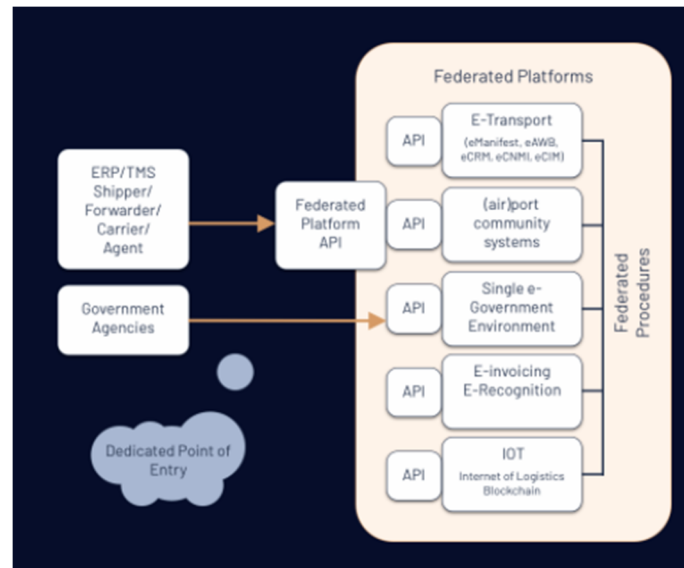 Federated Platforms
ERP/TMS
Shipper/
Forwarder/
Carrier/
Agent
Government
Agencies
Dedicated Point of
Entry
Federated
Platform
API
API
E-Transport
(eManifest, eAWB,
eCRM, eCNMI, eCIM)
API
(air)port
community
systems
API
Single e-
Government
Environment
API
E-invoicing
E-Recognition
API
IOT
Internet of Logistics
Blockchain
Federated
Procedures